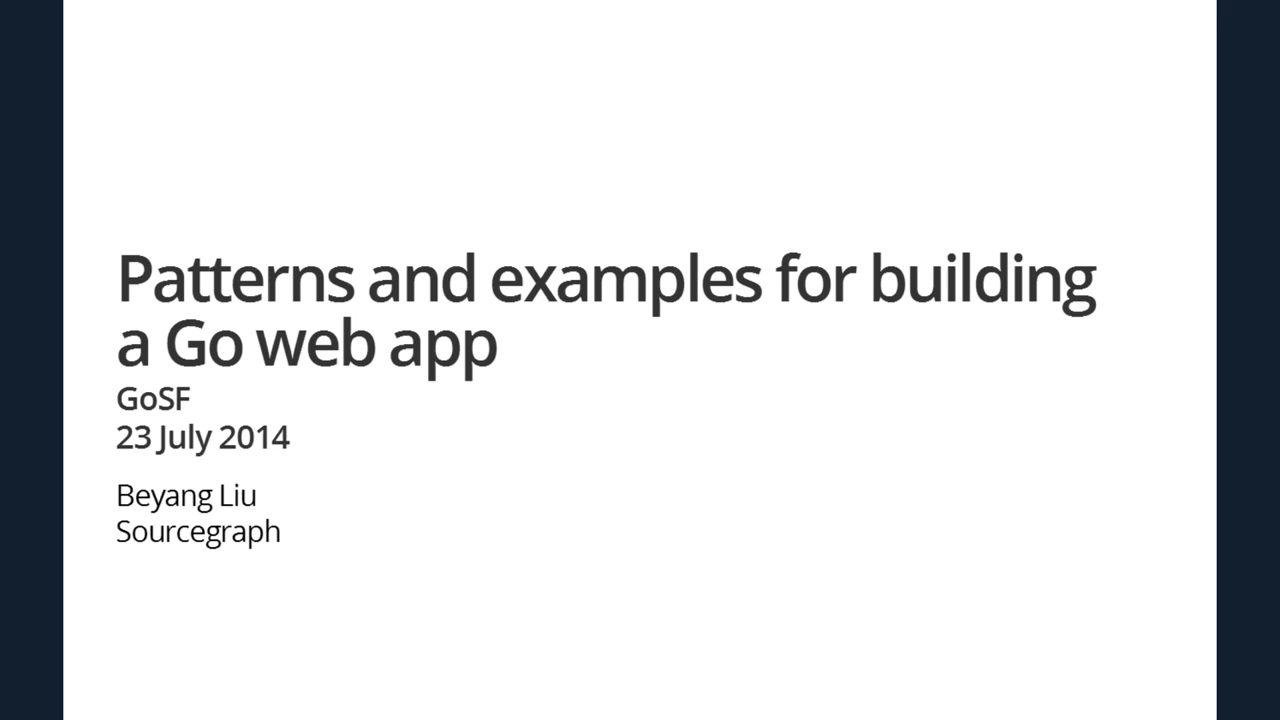 Patterns and examples for building
a Go web app
GoSF
23 July 2014
Beyang Liu
Sourcegraph